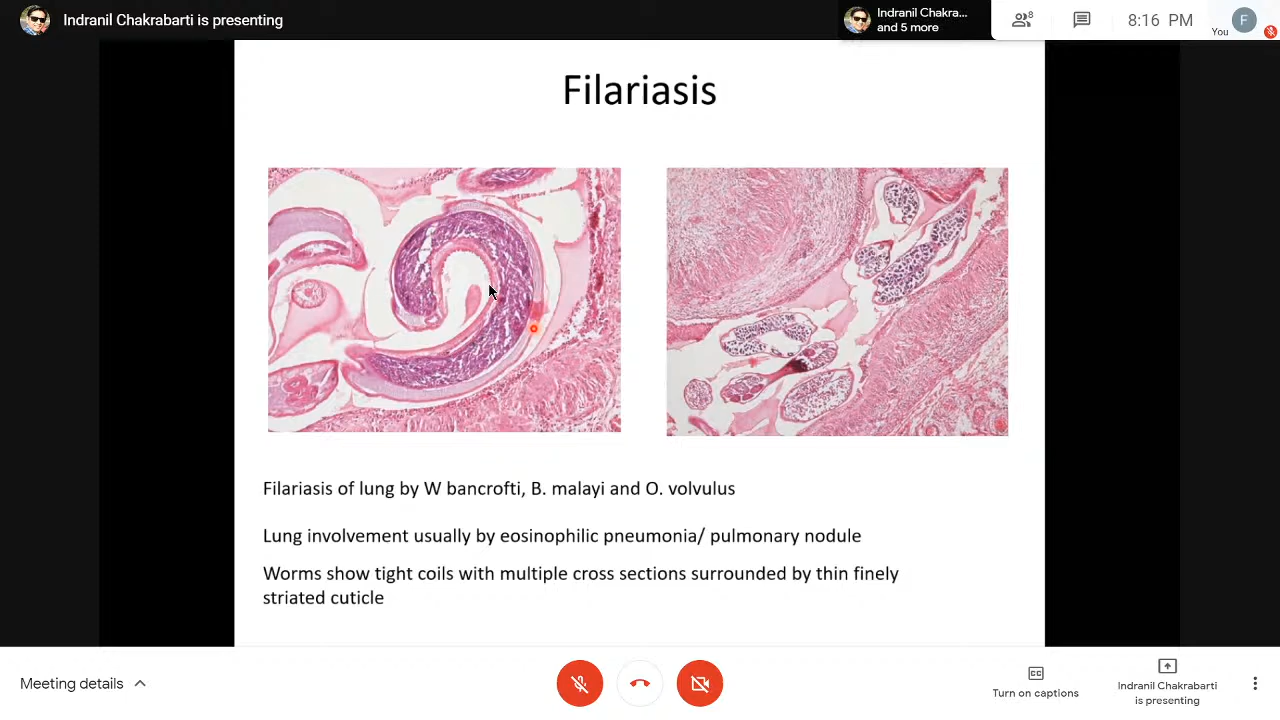 Indranil Chakrabarti is presenting
Indranil Chakra...
and 5 more
8
8:16 PM
You
F
Filariasis
Filariasis of lung by W bancrofti, B. malayi and O. volvulus
Lung involvement usually by eosinophilic pneumonia/ pulmonary nodule
Worms show tight coils with multiple cross sections surrounded by thin finely
striated cuticle
Meeting details
CC
Turn on captions
Indranil Chakrabarti
is presenting